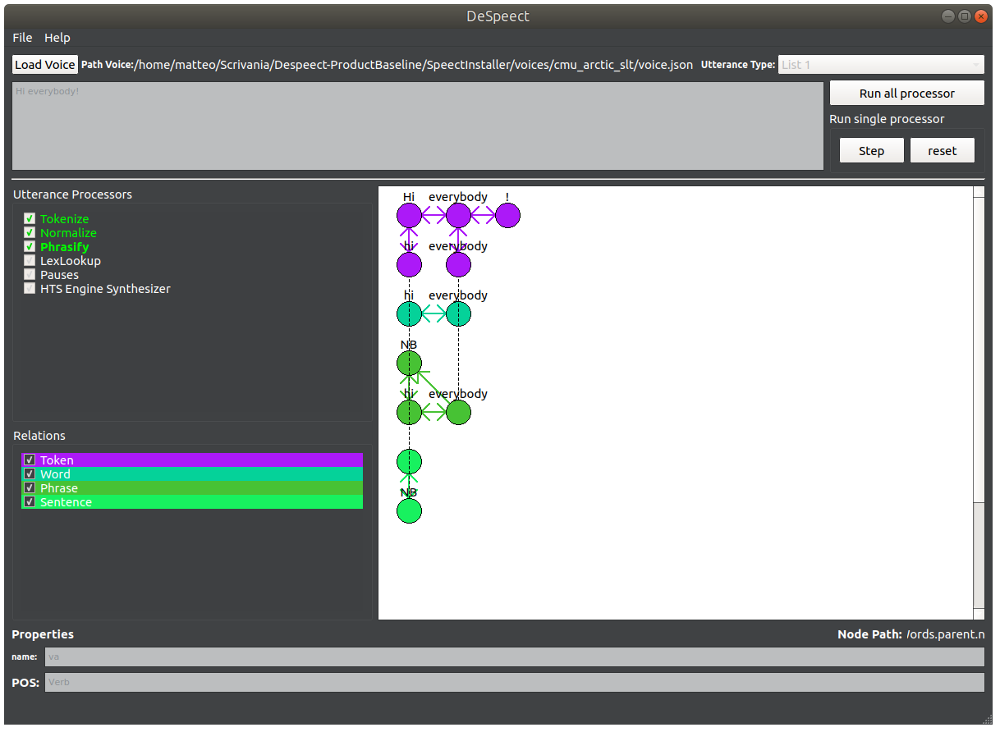 DeSpeect
File Help
Load Voice Path Voice:/home/matteo/Scrivania/Despeect-ProductBaseline/SpeectInstaller/voices/cmu_arctic_slt/voice.json Utterance Type: List 1
Hi everybody!
Run all processor
Run single processor
Step reset
Utterance Processors
Tokenize
Normalize
Phrasify
LexLookup
Pauses
HTS Engine Synthesizer
Hi everybody !
hi everybody
hi everybody
NB
hi everybody
NB
Relations
Token
Word
Phrase
Sentence
Properties
Node Path: /ords.parent.n
name: va
POS: Verb